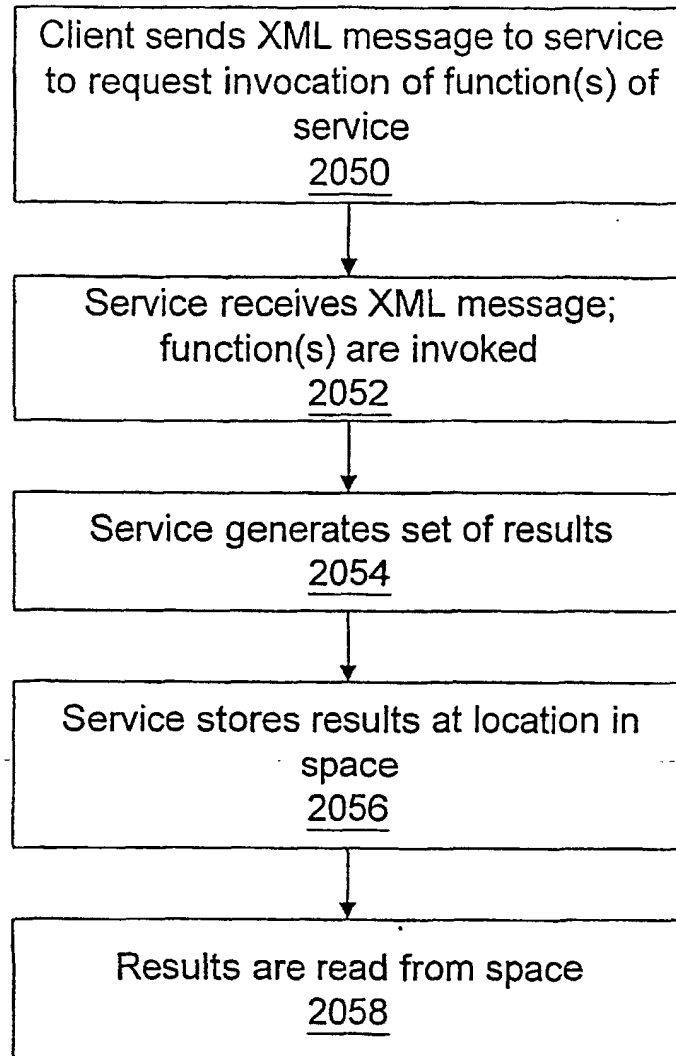 Client sends XML message to service
to request invocation of function(s) of
service
2050
Service receives XML message;
function(s) are invoked
2052
Service generates set of results
2054
Service stores results at location in
space
2056
Results are read from space
2058